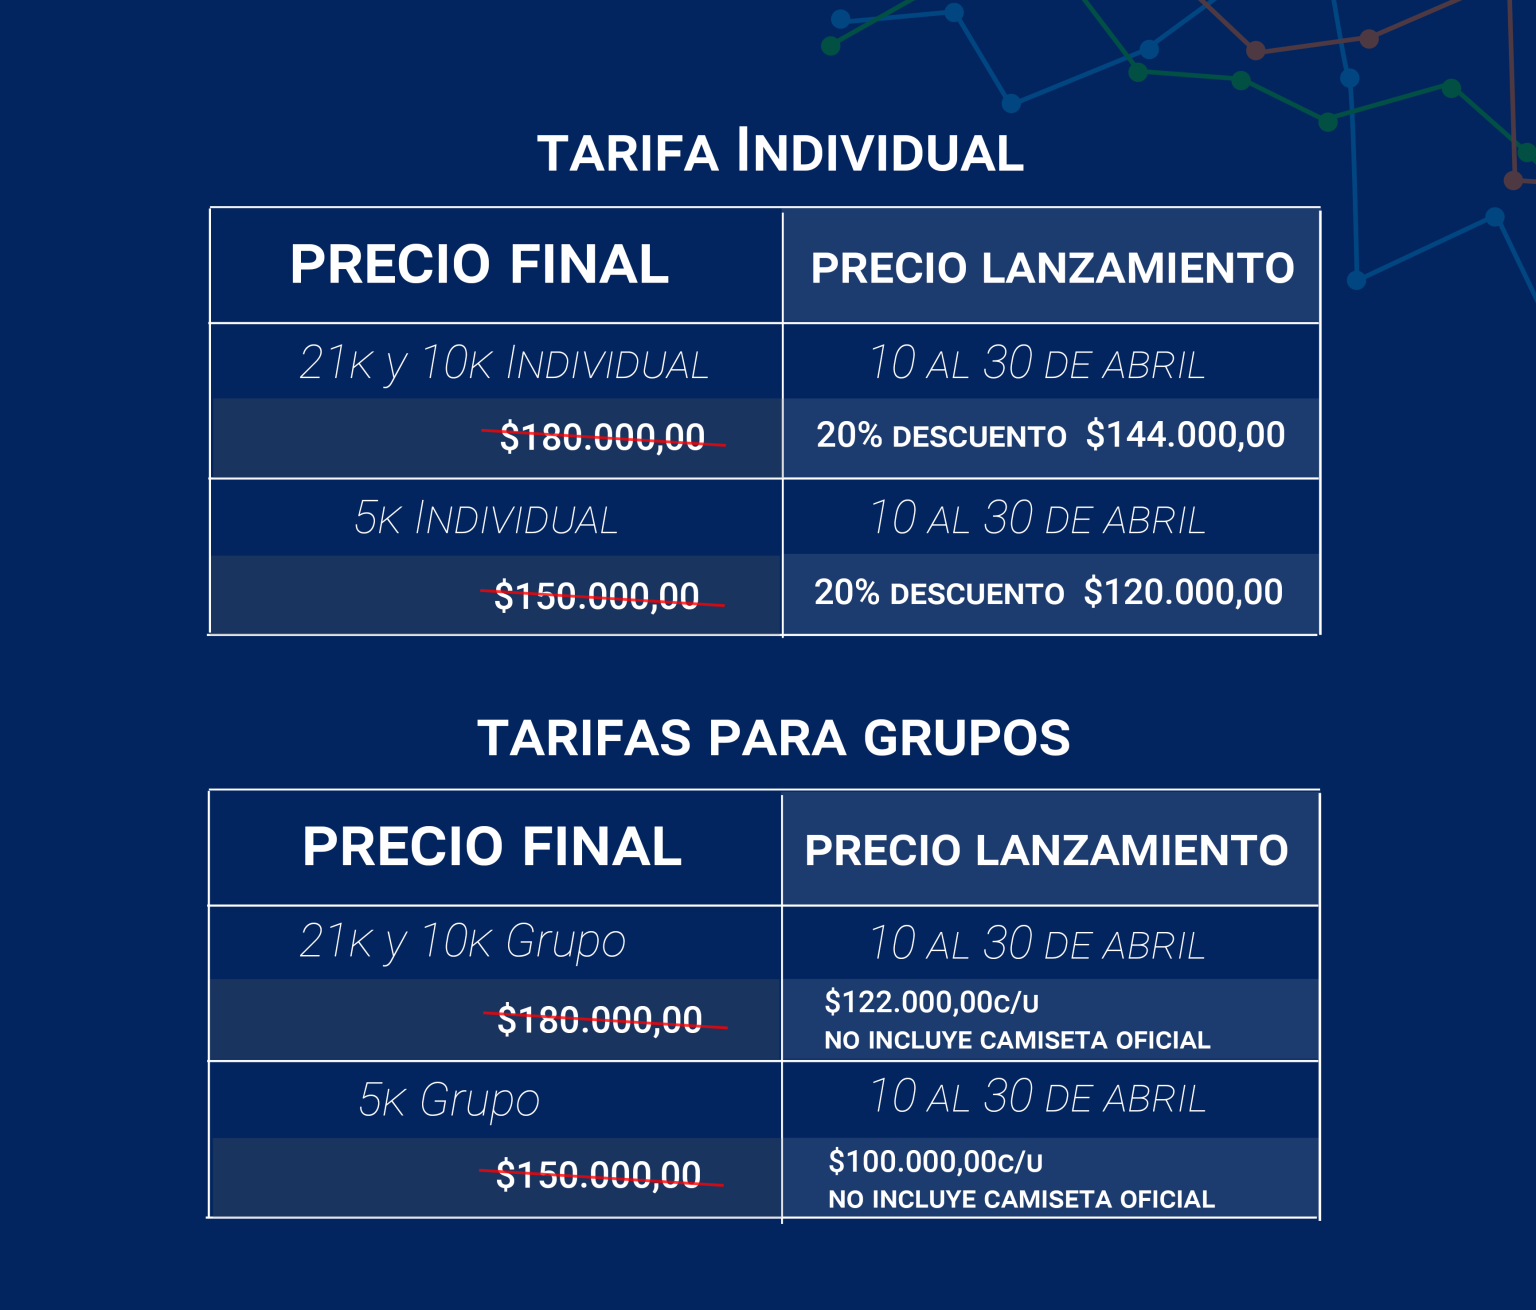 TARIFA INDIVIDUAL
PRECIO FINAL
PRECIO LANZAMIENTO
21K y 10K INDIVIDUAL
10 AL 30 DE ABRIL
$180.000,00
20% DESCUENTO $144.000,00
5K INDIVIDUAL
10 AL 30 DE ABRIL
$150.000,00
20% DESCUENTO $120.000,00
TARIFAS PARA GRUPOS
PRECIO FINAL
PRECIO LANZAMIENTO
21K y 10K Grupo
10 AL 30 DE ABRIL
$180.000,00
$122.000,00C/U
NO INCLUYE CAMISETA OFICIAL
5K Grupo
10 AL 30 DE ABRIL
$150.000,00
$100.000,00C/U
NO INCLUYE CAMISETA OFICIAL